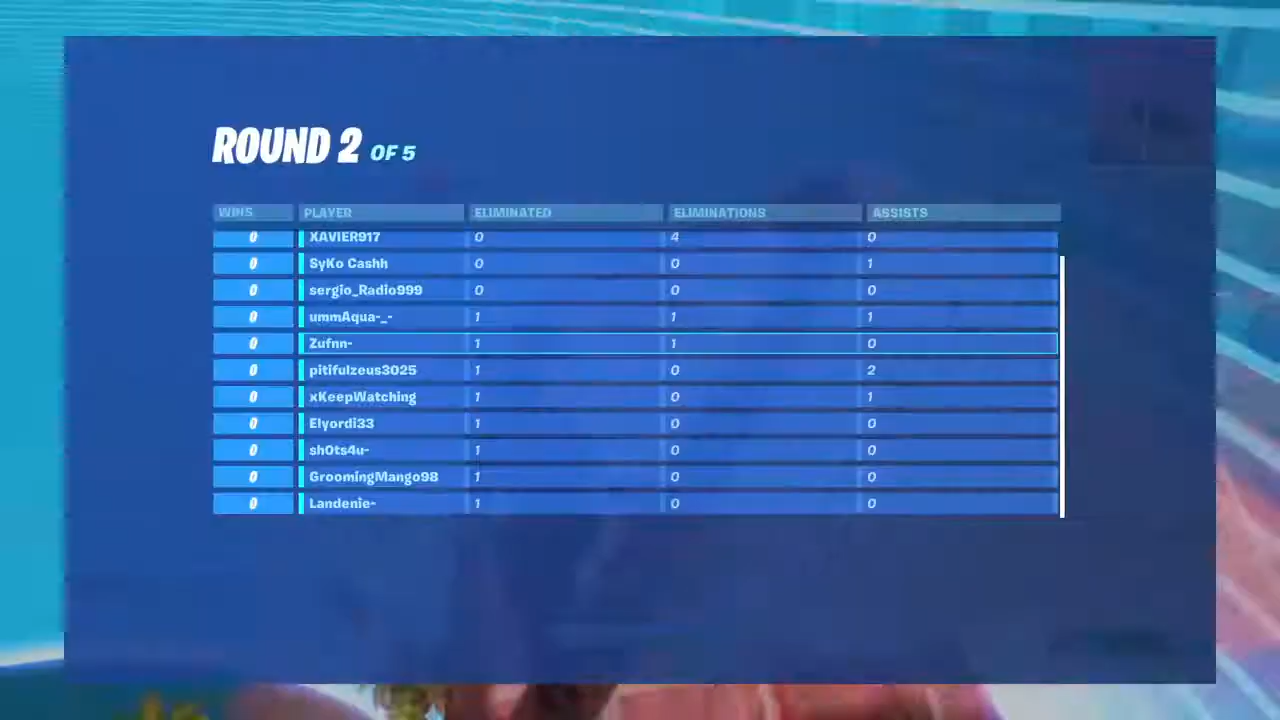 ROUND 2 OF 5
WINS PLAYER ELIMINATED ELIMINATIONS ASSISTS
0 XAVIER917 0 4 0
0 SyKo Cashh 0 0 1
0 sergio_Radio999 0 0 0
0 ummAqua-_- 1 1 1
0 Zufnn- 1 1 0
0 pitifulzeus3025 1 0 2
0 xKeepWatching 1 0 1
0 Elyordi33 1 0 0
0 sh0ts4u- 1 0 0
0 GroomingMango98 1 0 0
0 Landenie- 1 0 0